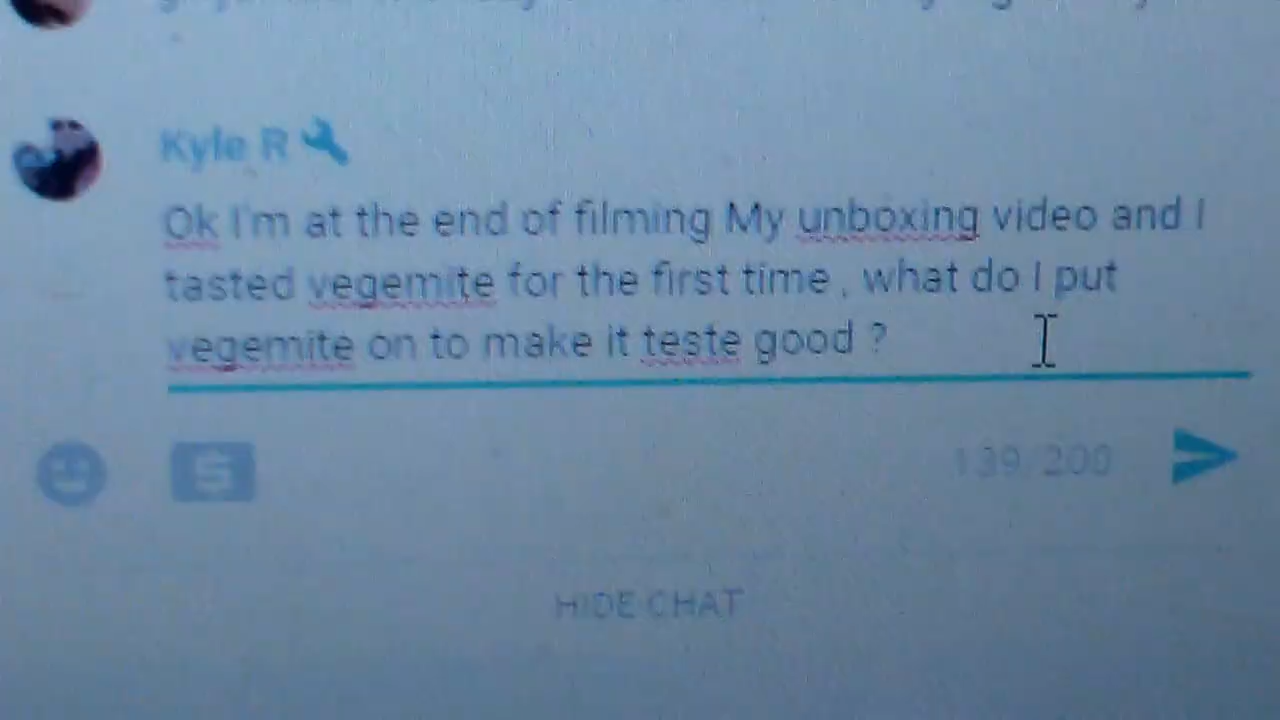 Kyle R
Ok I'm at the end of filming My unboxing video and I
tasted vegemite for the first time , what do I put
vegemite on to make it teste good ?
$
139/200
HIDE CHAT